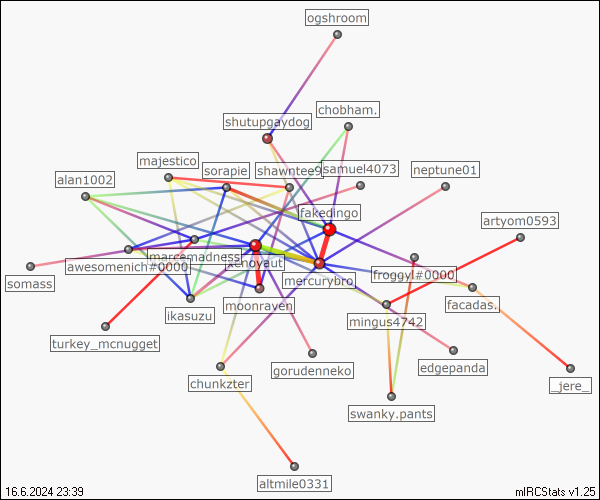 ogshroom
shutupgaydog
chobham.
majestico
sorapie
shawntee9
samuel4073
neptune01
alan1002
fakedingo
artyom0593
marcemadness
enoyaut
awesomenich#0000
froggyl#0000
somass
mercurybro
moonraven
facadas.
ikasuzu
mingus4742
turkey_mcnugget
edgepanda
gorudenneko
chunkzter
_jere_
swanky.pants
altmile0331
16.6.2024 23:39
mIRCStats v1.25